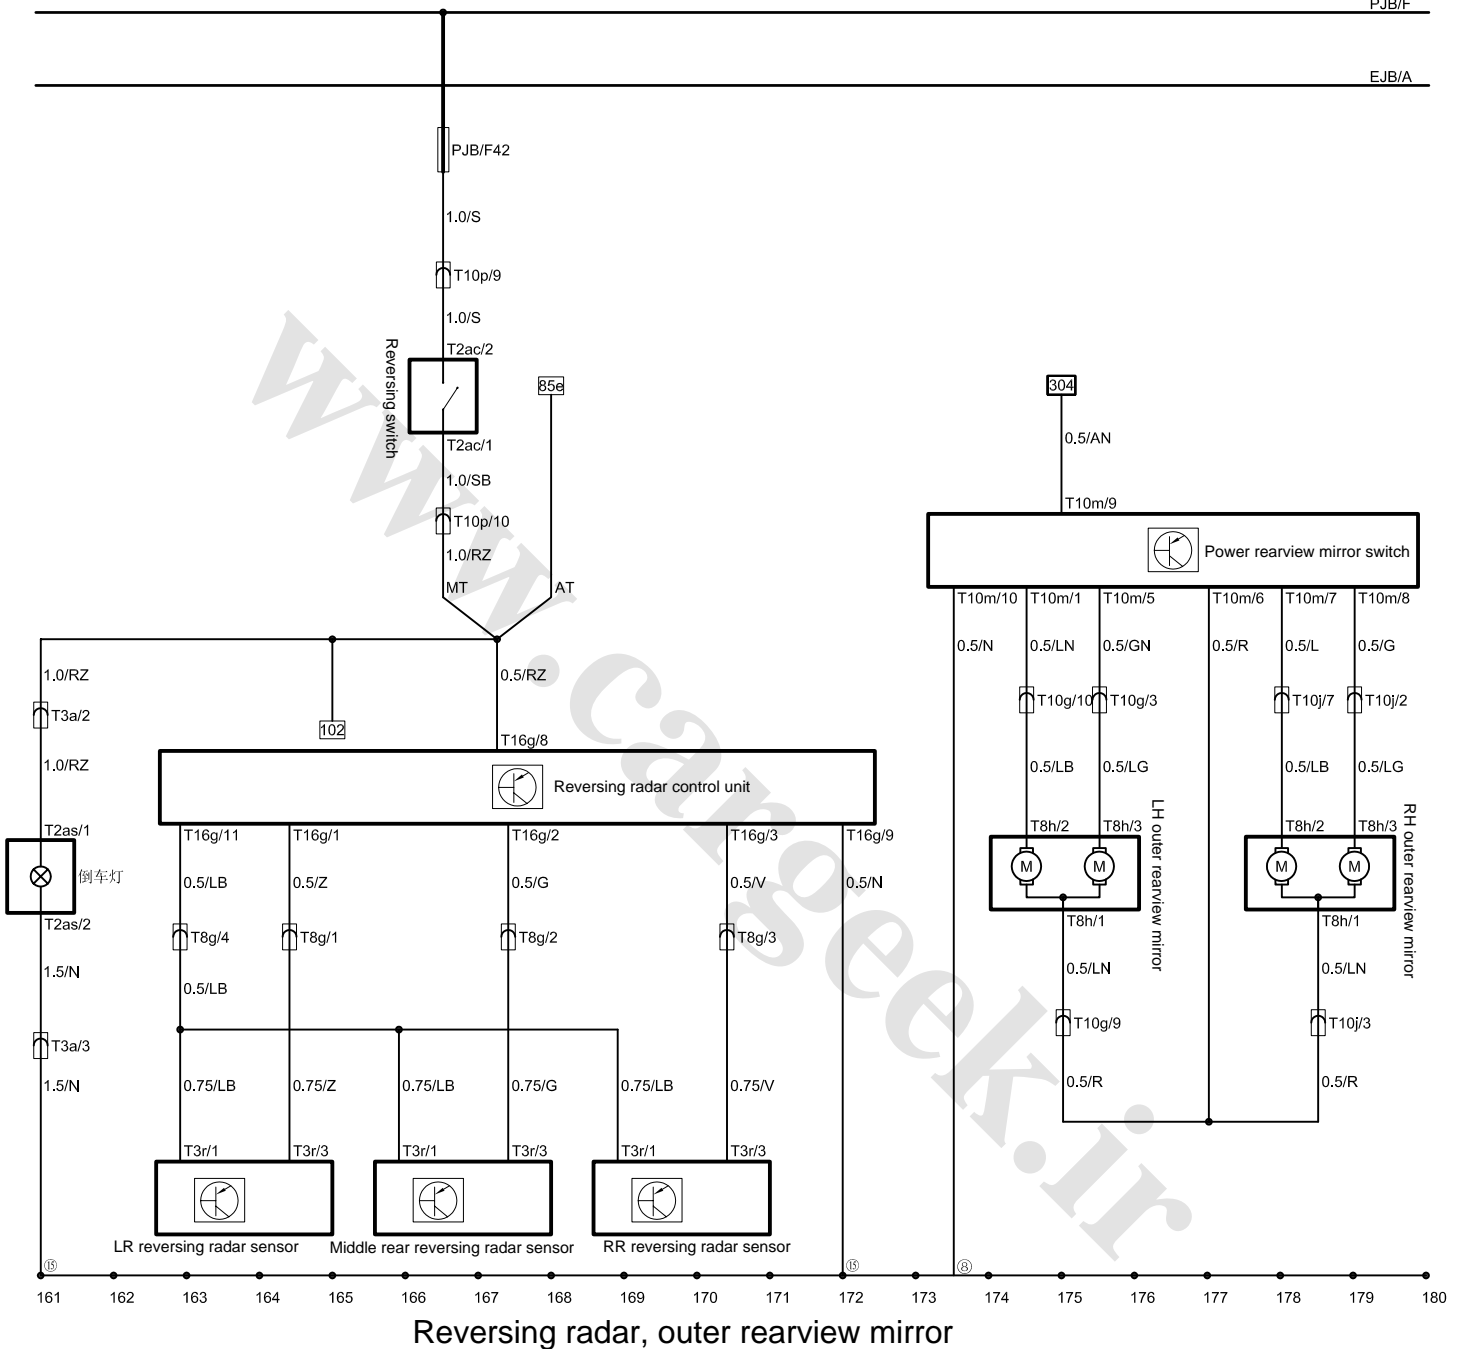 PJB/F
EJB/A
PJB/F42
1.0/S
T10p/9
1.0/S
T2ac/2
Reversing switch
85e
304
T2ac/1
0.5/AN
1.0/SB
T10m/9
T10p/10
1.0/RZ
Power rearview mirror switch
MT
AT
T10m/10
T10m/1
T10m/5
T10m/6
T10m/7
T10m/8
0.5/N
0.5/LN
0.5/GN
0.5/R
0.5/L
0.5/G
1.0/RZ
0.5/RZ
T3a/2
T10g/10
T10g/3
T10j/7
T10j/2
102
T16g/8
1.0/RZ
0.5/LB
0.5/LG
0.5/LB
0.5/LG
Reversing radar control unit
T2as/1
T16g/11
T16g/1
T16g/2
T16g/3
T16g/9
T8h/2
T8h/3
LH outer rearview mirror
T8h/2
T8h/3
RH outer rearview mirror
倒车灯
M
M
M
M
0.5/LB
0.5/Z
0.5/G
0.5/V
0.5/N
T2as/2
T8h/1
T8h/1
T8g/4
T8g/1
T8g/2
T8g/3
1.5/N
0.5/LB
0.5/LN
0.5/LN
T10g/9
T10j/3
T3a/3
1.5/N
0.75/LB
0.75/Z
0.75/LB
0.75/G
0.75/LB
0.75/V
0.5/R
0.5/R
T3r/1
T3r/3
T3r/1
T3r/3
T3r/1
T3r/3
LR reversing radar sensor
Middle rear reversing radar sensor
RR reversing radar sensor
⑮
⑮
⑧
161 162 163 164 165 166 167 168 169 170 171 172 173 174 175 176 177 178 179 180
Reversing radar, outer rearview mirror
www.cargeek.ir